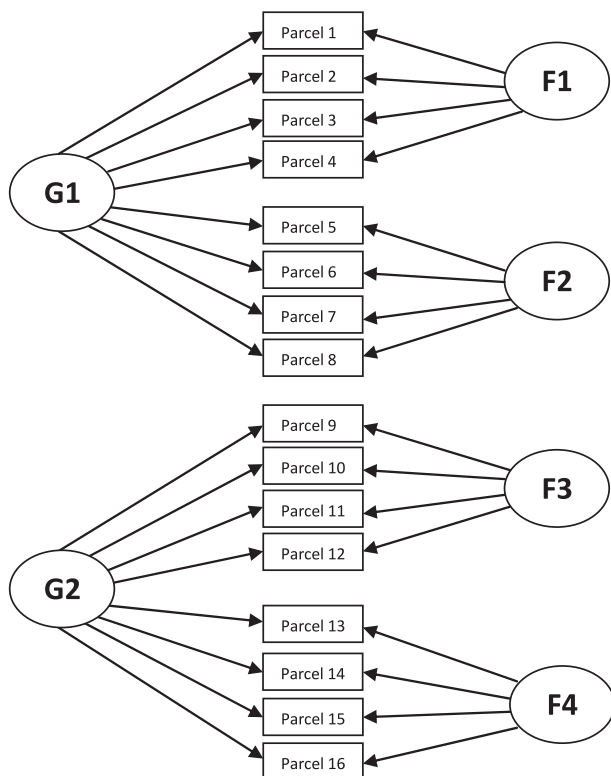 Parcel 1
Parcel 2
Parcel 3
Parcel 4
F1
G1
Parcel 5
Parcel 6
Parcel 7
Parcel 8
F2
Parcel 9
Parcel 10
Parcel 11
Parcel 12
F3
G2
Parcel 13
Parcel 14
Parcel 15
Parcel 16
F4